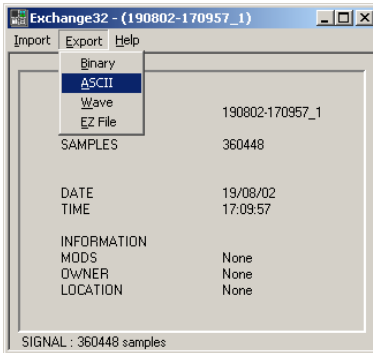 Exchange32 - (190802-170957_1)
Import Export Help
Binary
ASCII
Wave
EZ File
190802-170957_1
SAMPLES 360448
DATE 19/08/02
TIME 17:09:57
INFORMATION
MODS None
OWNER None
LOCATION None
SIGNAL : 360448 samples